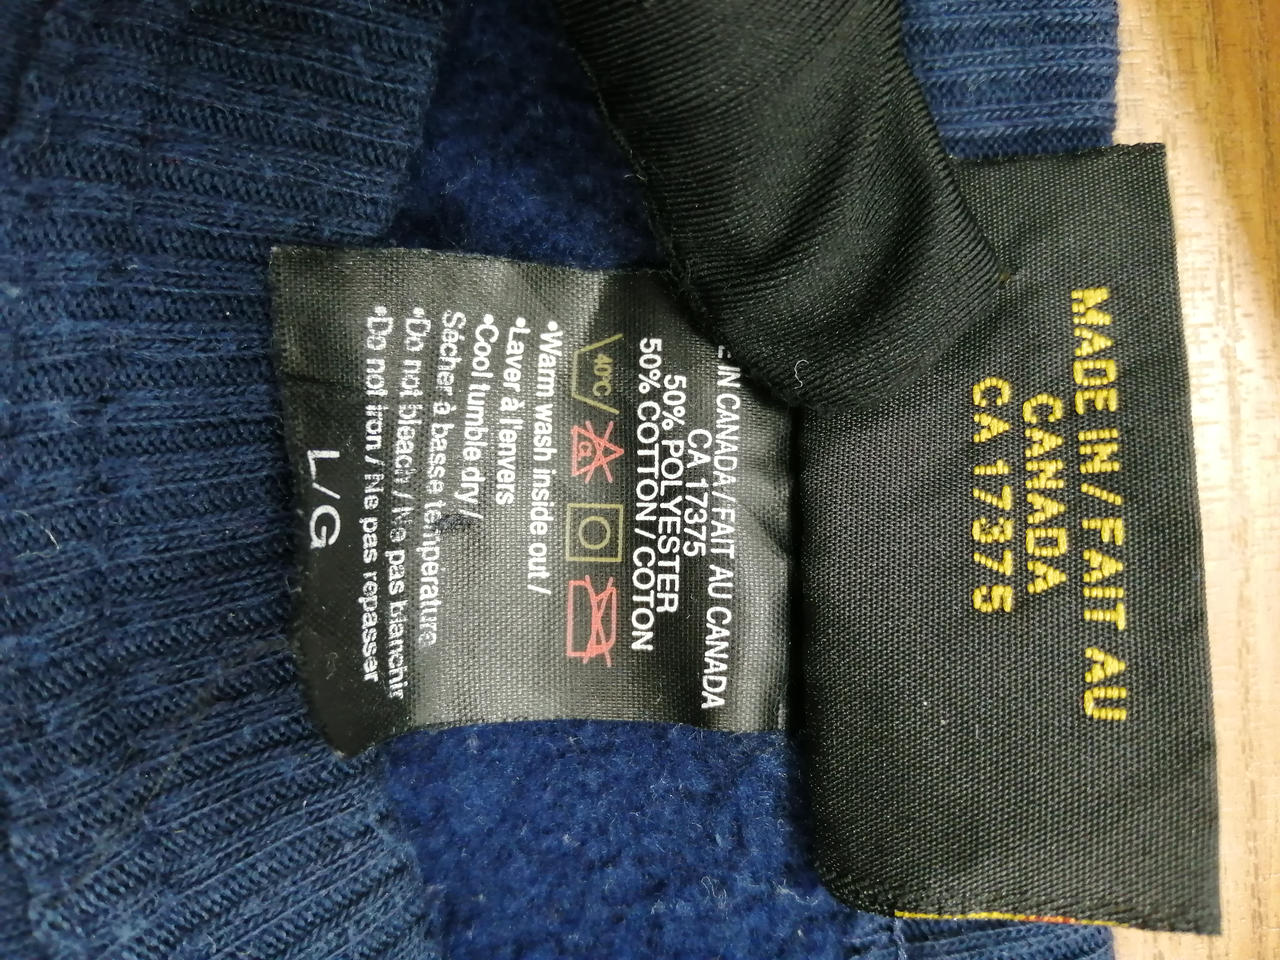 MADE IN/FAIT AU
CANADA
CA 17375
IN CANADA / FAIT AU CANADA
CA 17375
50% POLYESTER
50% COTTON / COTON
40°C
CL
•Warm wash inside out /
•Laver à l'envers
•Cool tumble dry /
Sécher à basse température
•Do not bleach / Ne pas blanchir
•Do not iron / Ne pas repasser
L / G